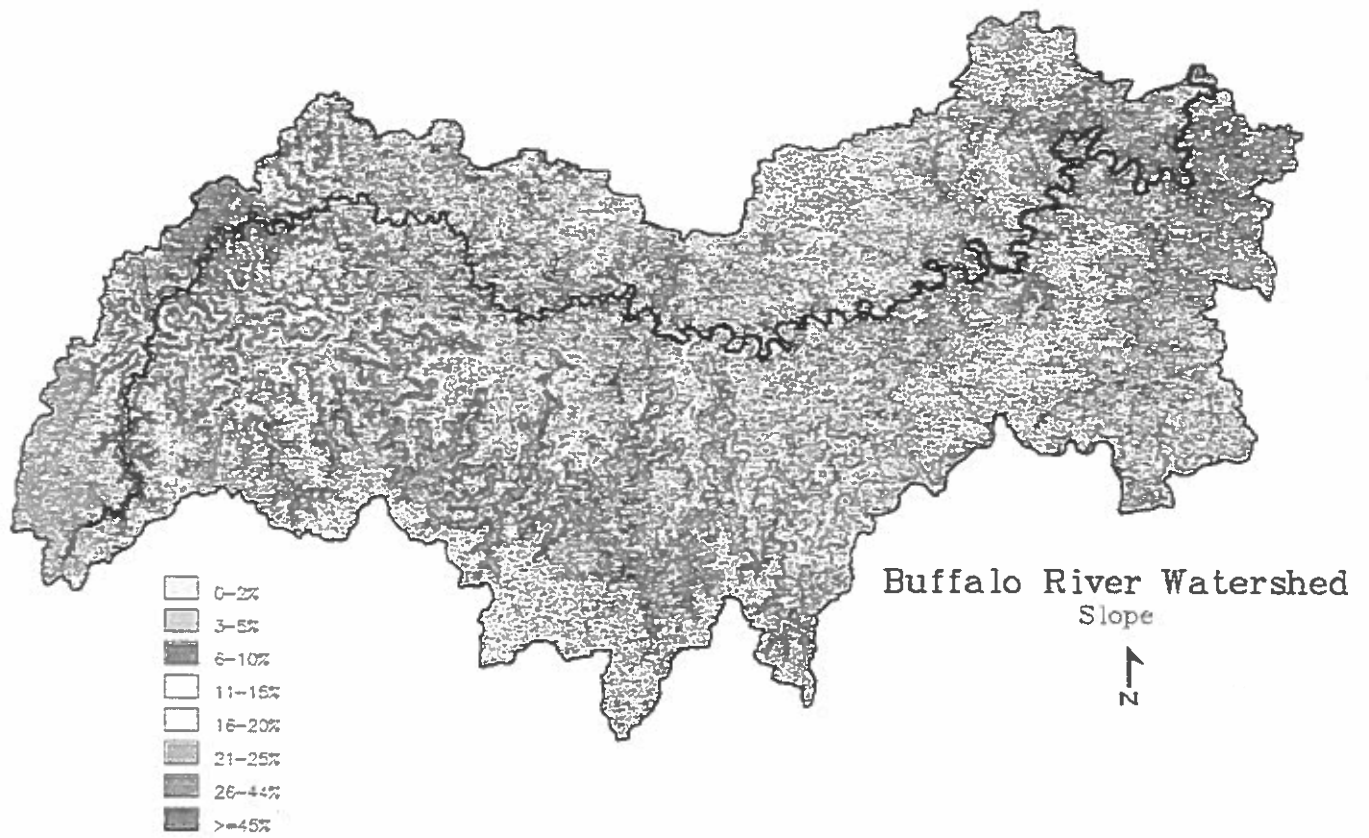 0-2%
3-5%
6-10%
11-15%
16-20%
21-25%
26-44%
>=45%
Buffalo River Watershed
Slope
N